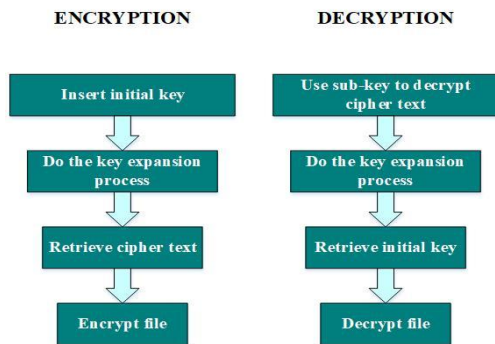 ENCRYPTION
Insert initial key
Do the key expansion
process
Retrieve cipher text
Encrypt file
DECRYPTION
Use sub-key to decrypt
cipher text
Do the key expansion
process
Retrieve initial key
Decrypt file